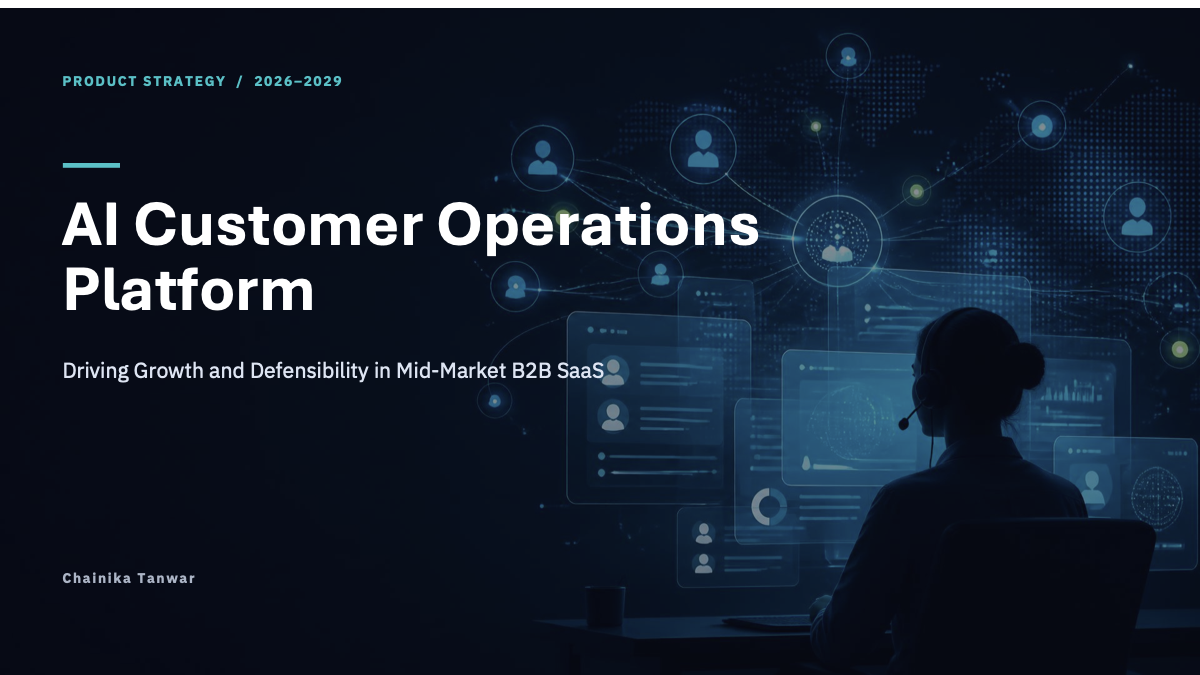 PRODUCT STRATEGY / 2026–2029
AI Customer Operations
Platform
Driving Growth and Defensibility in Mid-Market B2B SaaS
Chainika Tanwar